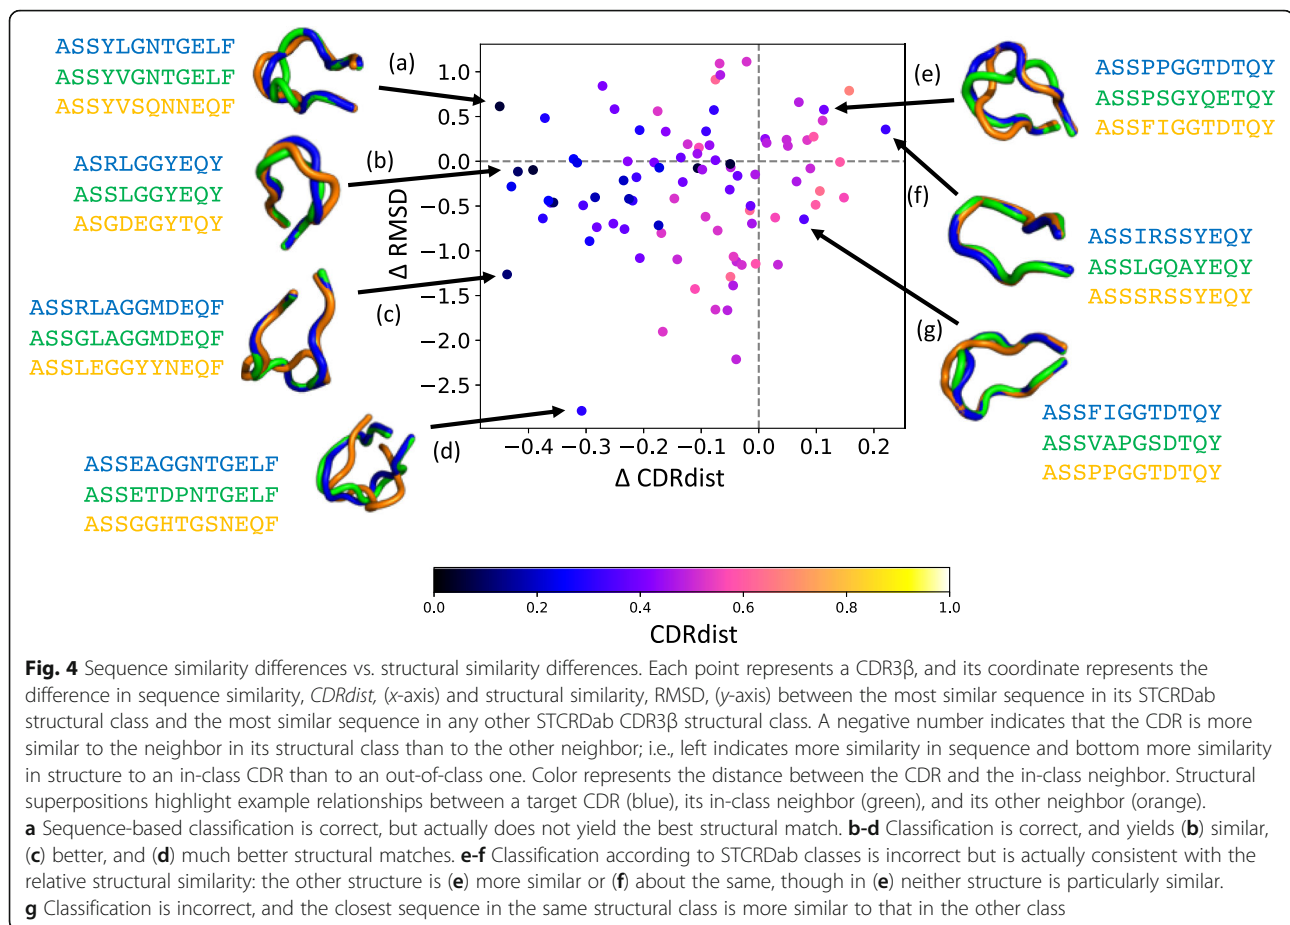 ASSYLGNTGELF
ASSYVGNTGELF
ASSYVSQNNEQF
(a)
ASRLGGYEQY
ASSLGGYEQY
ASGDEGYTQY
(b)
ASSRLAGGMDEQF
ASSGLAGGMDEQF
ASSLEGGYYNEQF
(c)
ASSEAGGNTGELF
ASSETDPNTGELF
ASSGGHTGSNEQF
(d)
Δ RMSD
1.0
0.5
0.0
−0.5
−1.0
−1.5
−2.0
−2.5
−0.4 −0.3 −0.2 −0.1 0.0 0.1 0.2
Δ CDRdist
(e)
ASSPPGGTDTQY
ASSPSGYQETQY
ASSFIGGTDTQY
(f)
ASSIRSSYEQY
ASSLGQAYEQY
ASSSRSSYEQY
(g)
ASSFIGGTDTQY
ASSVAPGSDTQY
ASSPPGGTDTQY
0.0 0.2 0.4 0.6 0.8 1.0
CDRdist
Fig. 4 Sequence similarity differences vs. structural similarity differences. Each point represents a CDR3β, and its coordinate represents the
difference in sequence similarity, CDRdist, (x-axis) and structural similarity, RMSD, (y-axis) between the most similar sequence in its STCRDab
structural class and the most similar sequence in any other STCRDab CDR3β structural class. A negative number indicates that the CDR is more
similar to the neighbor in its structural class than to the other neighbor; i.e., left indicates more similarity in sequence and bottom more similarity
in structure to an in-class CDR than to an out-of-class one. Color represents the distance between the CDR and the in-class neighbor. Structural
superpositions highlight example relationships between a target CDR (blue), its in-class neighbor (green), and its other neighbor (orange).
a Sequence-based classification is correct, but actually does not yield the best structural match. b-d Classification is correct, and yields (b) similar,
(c) better, and (d) much better structural matches. e-f Classification according to STCRDab classes is incorrect but is actually consistent with the
relative structural similarity: the other structure is (e) more similar or (f) about the same, though in (e) neither structure is particularly similar.
g Classification is incorrect, and the closest sequence in the same structural class is more similar to that in the other class